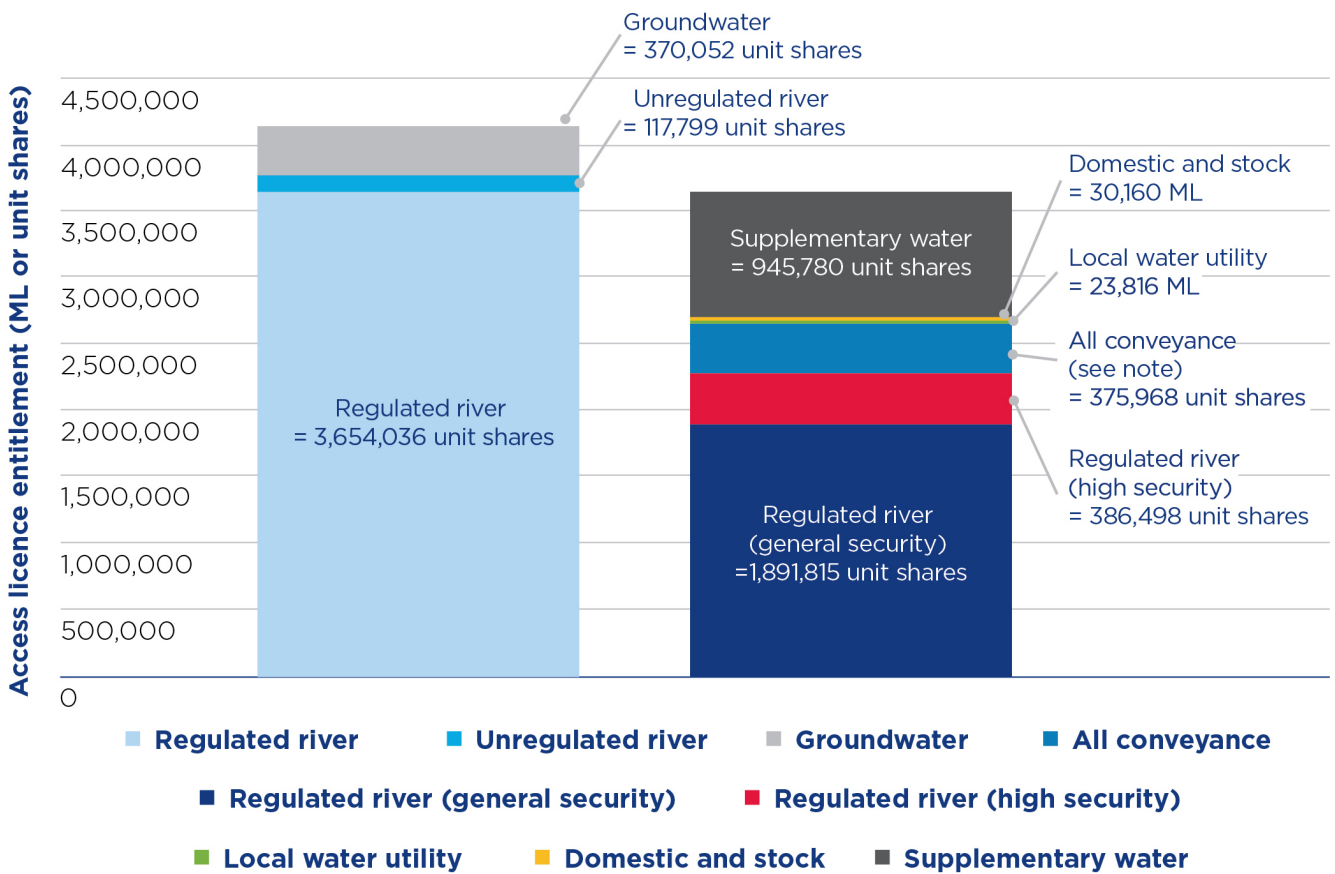 Access licence entitlement (ML or unit shares)
4,500,000
4,000,000
3,500,000
3,000,000
2,500,000
2,000,000
1,500,000
1,000,000
500,000
0
Groundwater
= 370,052 unit shares
Unregulated river
= 117,799 unit shares
Regulated river
= 3,654,036 unit shares
Supplementary water
= 945,780 unit shares
Domestic and stock
= 30,160 ML
Local water utility
= 23,816 ML
All conveyance
(see note)
= 375,968 unit shares
Regulated river
(high security)
= 386,498 unit shares
Regulated river
(general security)
=1,891,815 unit shares
Regulated river
Unregulated river
Groundwater
All conveyance
Regulated river (general security)
Regulated river (high security)
Local water utility
Domestic and stock
Supplementary water